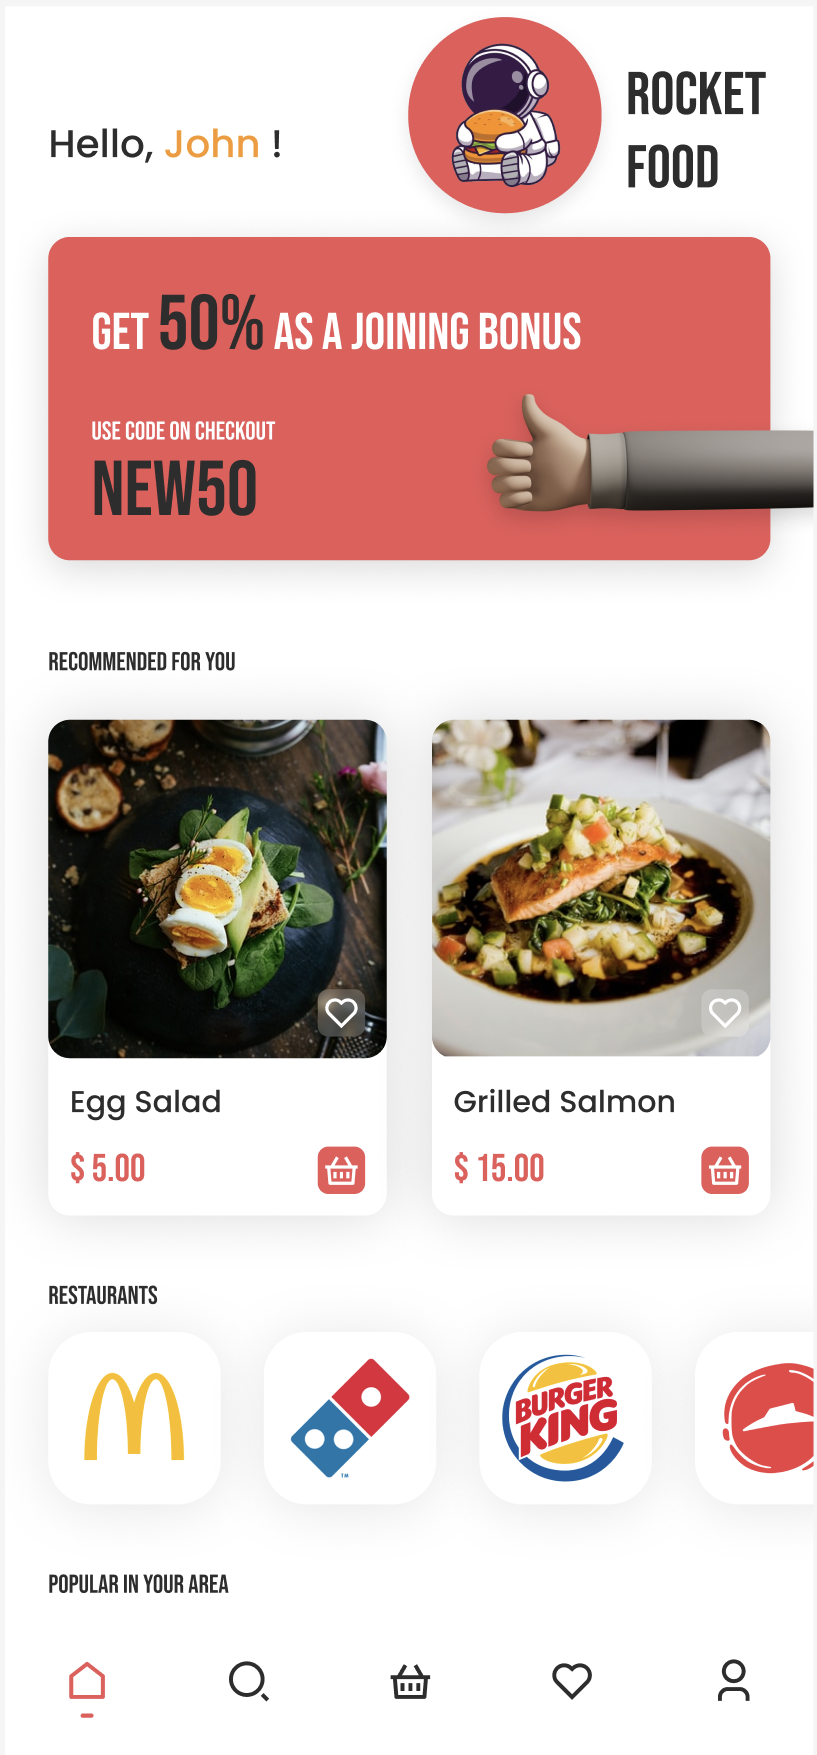 Hello, John !
ROCKET
FOOD
GET 50% AS A JOINING BONUS
USE CODE ON CHECKOUT
NEW50
RECOMMENDED FOR YOU
Egg Salad
$ 5.00
Grilled Salmon
$ 15.00
RESTAURANTS
TM
BURGER
KING
POPULAR IN YOUR AREA